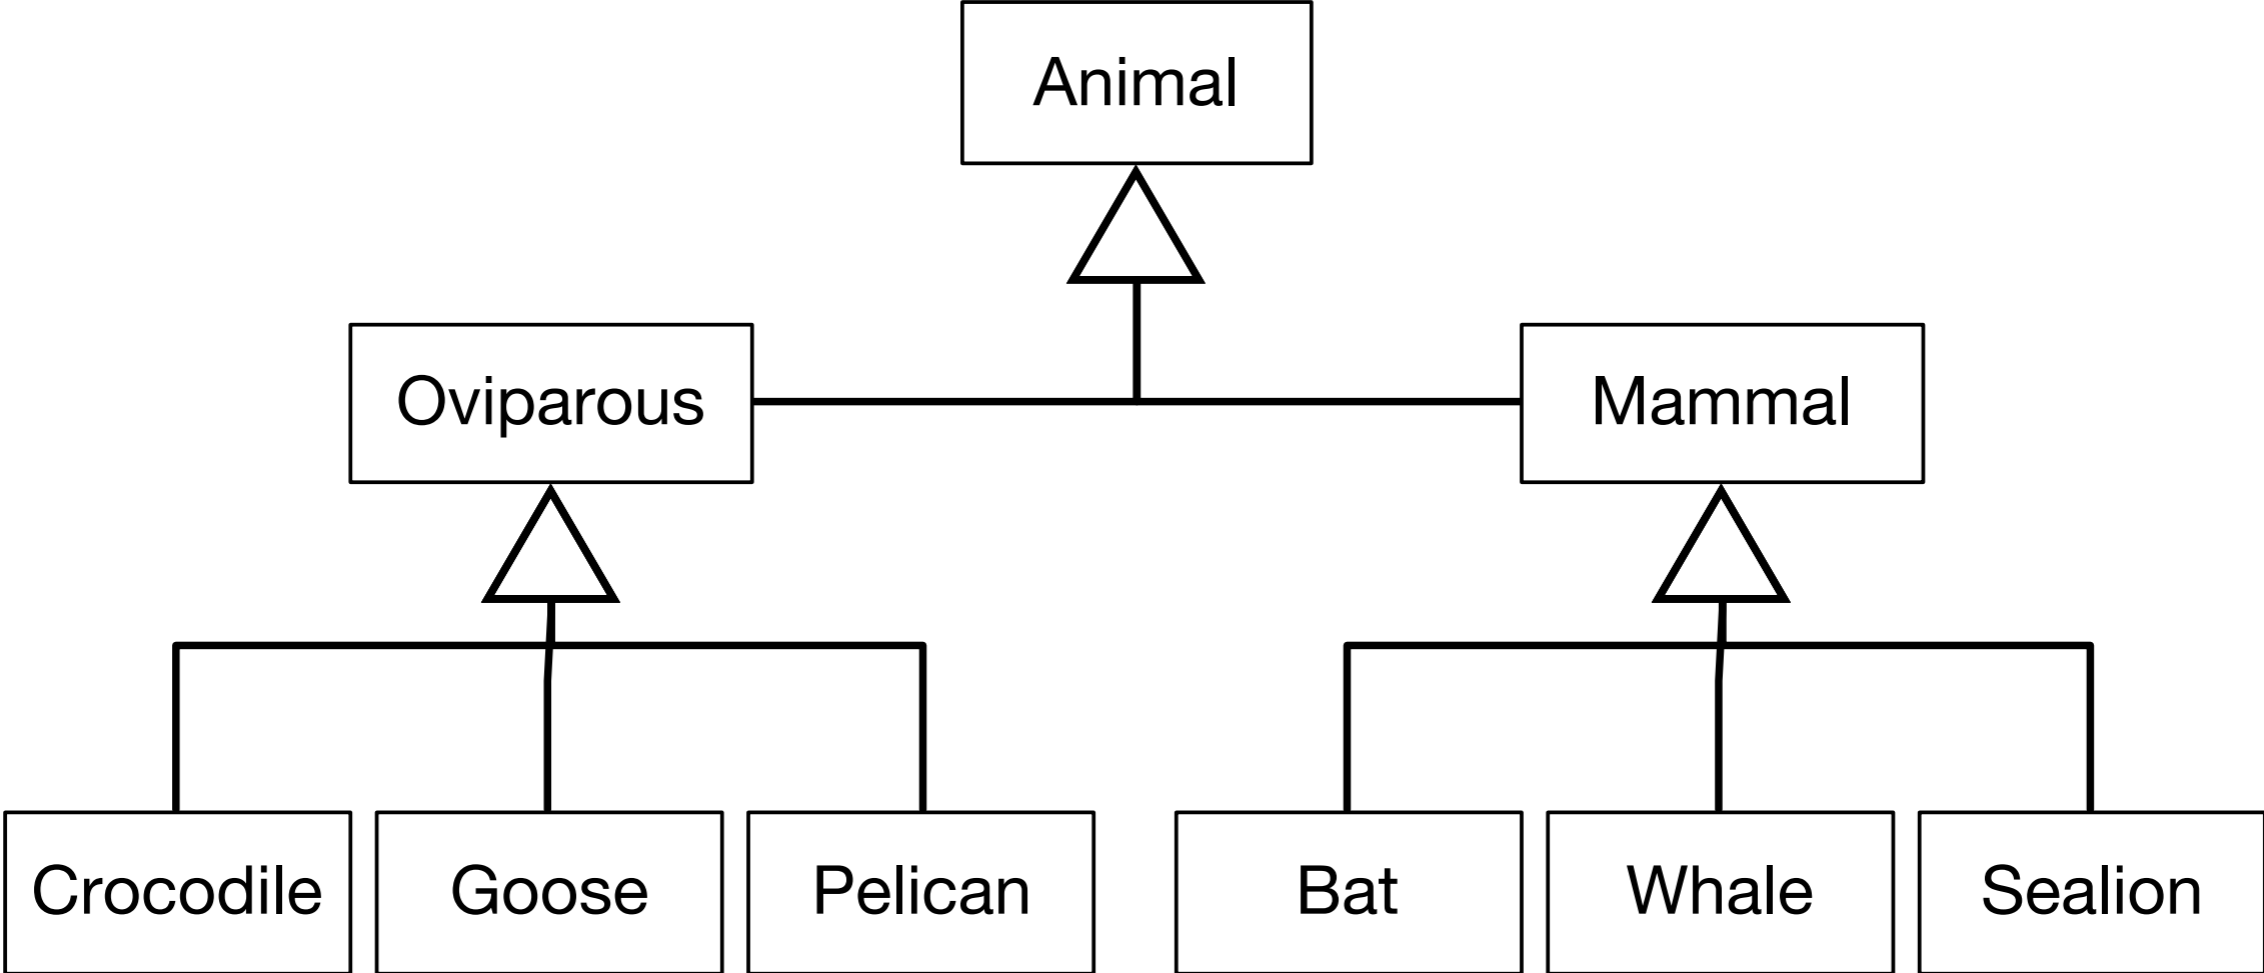 Animal
Oviparous
Mammal
Crocodile
Goose
Pelican
Bat
Whale
Sealion